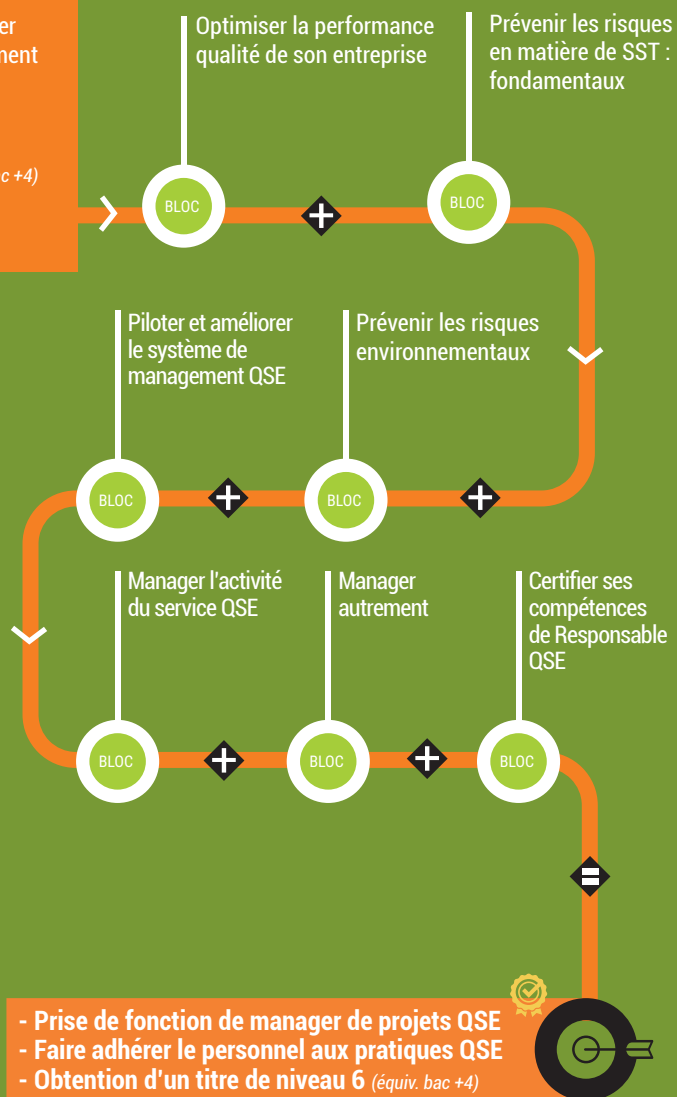 Optimiser la performance
qualité de son entreprise
Prévenir les risques
en matière de SST :
fondamentaux
+4)
BLOC
BLOC
Prévenir les risques
environnementaux
Piloter et améliorer
le système de
management QSE
BLOC
BLOC
Manager l'activité
du service QSE
Manager
autrement
Certifier ses
compétences
de Responsable
QSE
BLOC
BLOC
BLOC
- Prise de fonction de manager de projets QSE
- Faire adhérer le personnel aux pratiques QSE
- Obtention d'un titre de niveau 6 (équiv. bac +4)